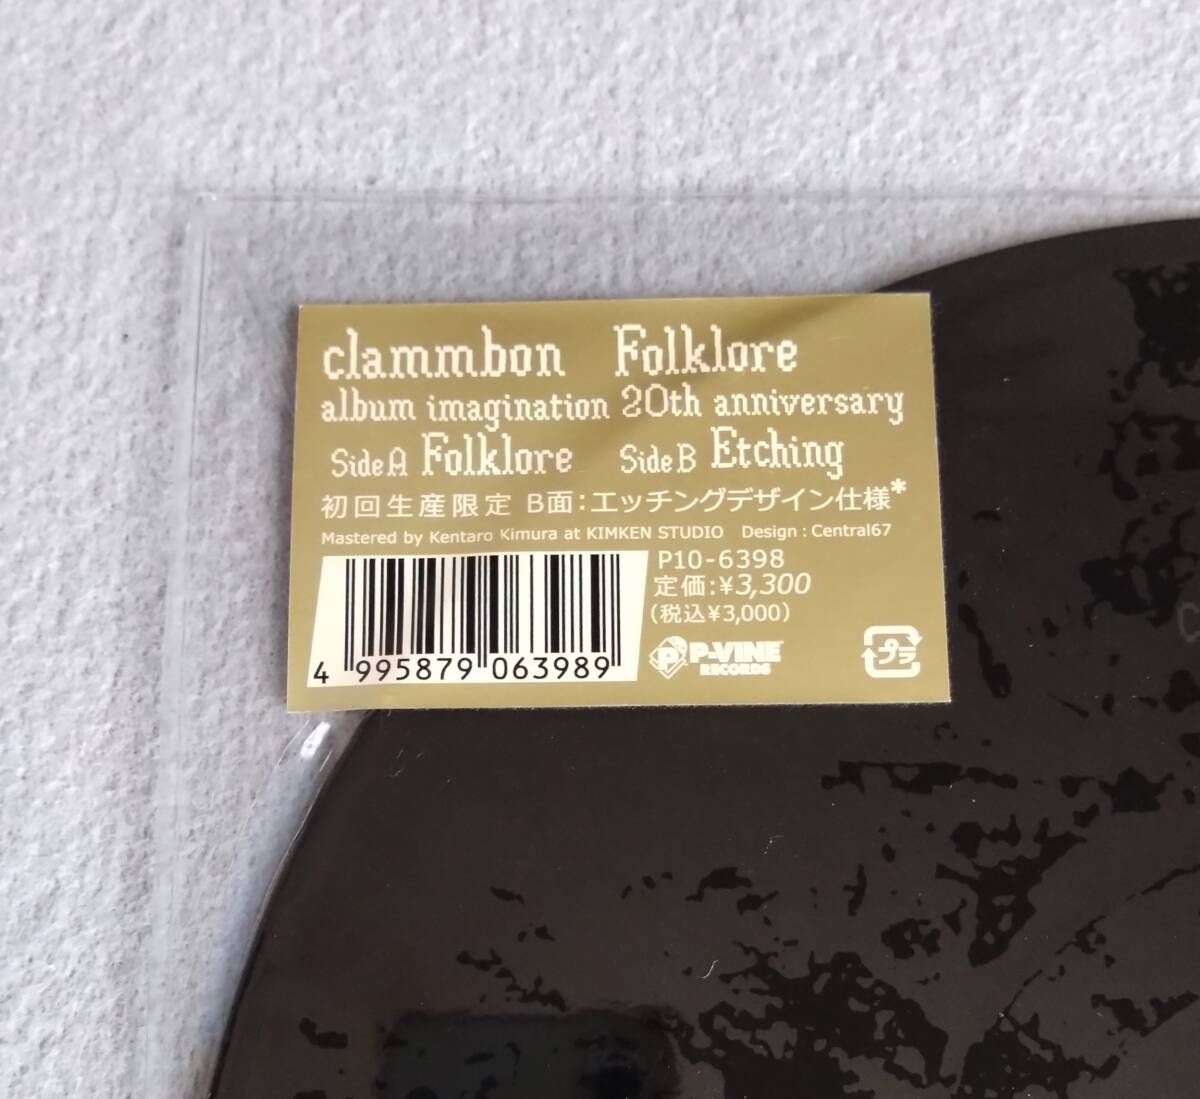 clammbon Folklore
album imagination 20th anniversary
Side A Folklore Side B Etching
初回生産限定 B面：エッチングデザイン仕様*
Mastered by Kentaro Kimura at KIMKEN STUDIO Design : Central67
P10-6398
定価：¥3,300
（税込¥3,000）
P P-VINE
RECORDS
プラ
4 995879 063989